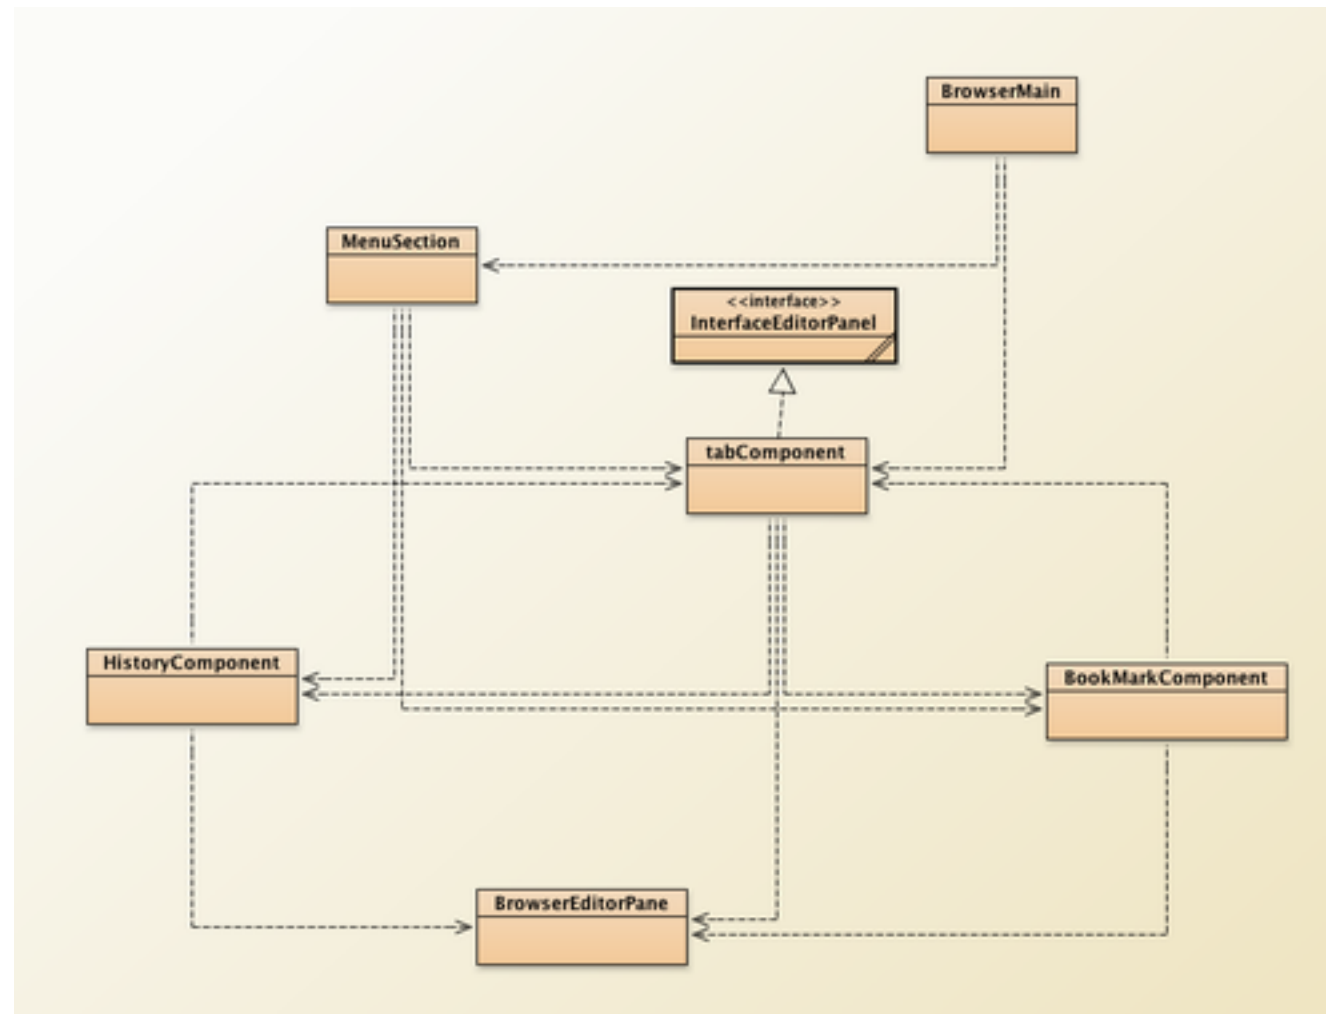 BrowserMain
MenuSection
<<interface>>
InterfaceEditorPanel
tabComponent
HistoryComponent
BookMarkComponent
BrowserEditorPane